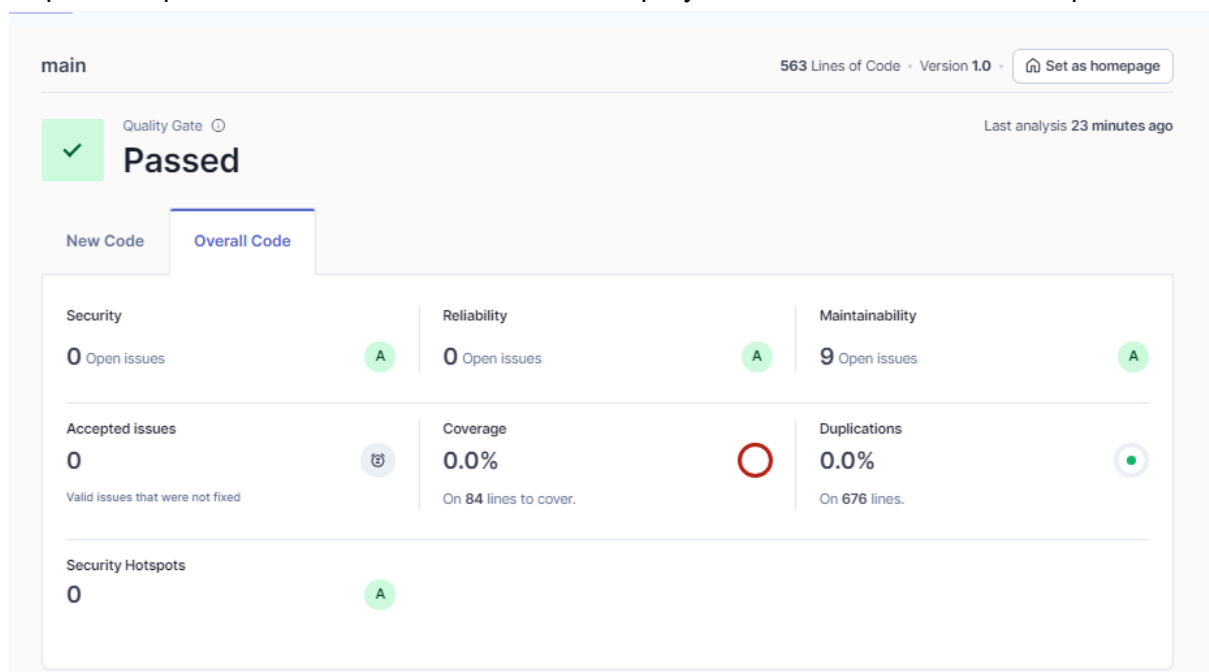 main
563 Lines of Code • Version 1.0 • Set as homepage
Quality Gate
Passed
Last analysis 23 minutes ago
New Code
Overall Code
Security
0 Open issues
A
Reliability
0 Open issues
A
Maintainability
9 Open issues
A
Accepted issues
0
Valid issues that were not fixed
Coverage
0.0%
On 84 lines to cover.
Duplications
0.0%
On 676 lines.
Security Hotspots
0
A